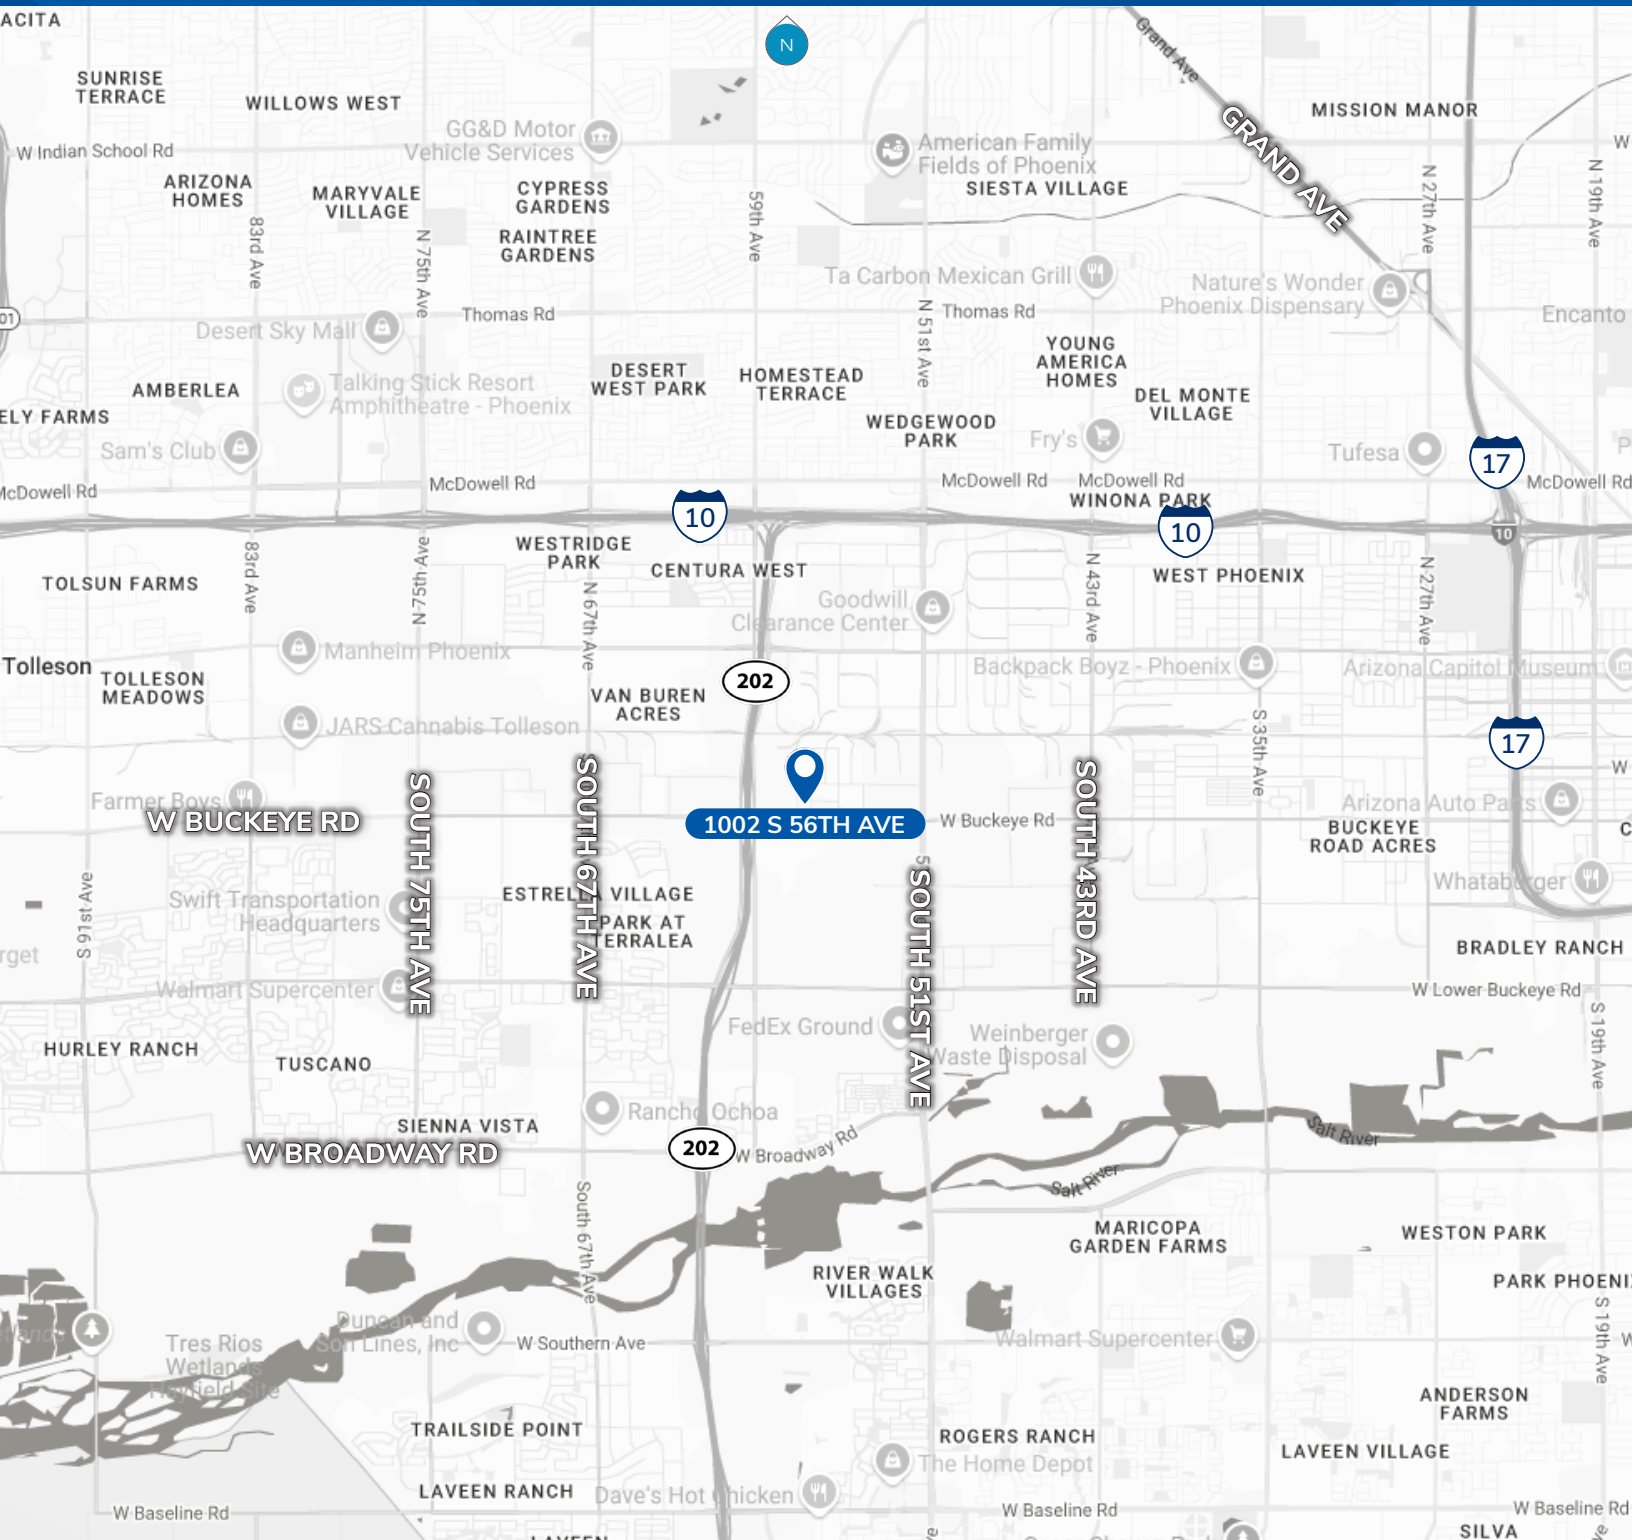 ACITA
N
Grand Ave
SUNRISE
TERRACE
WILLOWS WEST
MISSION MANOR
GRAND AVE
GG&D Motor
Vehicle Services
American Family
Fields of Phoenix
W Indian School Rd
ARIZONA
HOMES
MARYVALE
VILLAGE
CYPRESS
GARDENS
SIESTA VILLAGE
59th Ave
N 27th Ave
N 19th Ave
83rd Ave
N 75th Ave
RAINTREE
GARDENS
Ta Carbon Mexican Grill
Nature's Wonder
Phoenix Dispensary
01
Desert Sky Mall
Thomas Rd
Thomas Rd
N 51st Ave
Encanto
YOUNG
AMERICA
HOMES
AMBERLEA
Talking Stick Resort
Amphitheatre - Phoenix
DESERT
WEST PARK
HOMESTEAD
TERRACE
DEL MONTE
VILLAGE
ELY FARMS
WEDGEWOOD
PARK
Sam's Club
Fry's
Tufesa
17
McDowell Rd
McDowell Rd
McDowell Rd
McDowell Rd
McDowell Rd
WINONA PARK
10
10
10
WESTRIDGE
PARK
CENTURA WEST
WEST PHOENIX
TOLSUN FARMS
83rd Ave
N 75th Ave
N 67th Ave
Goodwill
Clearance Center
N 43rd Ave
N 27th Ave
Manheim Phoenix
Tolleson
TOLLESON
MEADOWS
202
Backpack Boyz - Phoenix
Arizona Capitol Museum
VAN BUREN
ACRES
JARS Cannabis Tolleson
S 35th Ave
17
W
Farmer Boys
W BUCKEYE RD
SOUTH 75TH AVE
SOUTH 67TH AVE
1002 S 56TH AVE
W Buckeye Rd
SOUTH 43RD AVE
Arizona Auto Parts
BUCKEYE
ROAD ACRES
C
5
SOUTH 51ST AVE
Whataburger
S 91st Ave
Swift Transportation
Headquarters
ESTRELLA VILLAGE
PARK AT
TERRALEA
rget
BRADLEY RANCH
Walmart Supercenter
W Lower Buckeye Rd
FedEx Ground
Weinberger
Waste Disposal
S 19th Ave
HURLEY RANCH
TUSCANO
Rancho Ochoa
SIENNA VISTA
W BROADWAY RD
202
W Broadway Rd
Salt River
Salt River
South 67th Ave
MARICOPA
GARDEN FARMS
WESTON PARK
RIVER WALK
VILLAGES
PARK PHOENI
S 19th Ave
Duncan and
Son Lines, Inc
W Southern Ave
Walmart Supercenter
W
etlands
Tres Rios
Wetlands
Hayfield Site
ANDERSON
FARMS
TRAILSIDE POINT
ROGERS RANCH
LAVEEN VILLAGE
The Home Depot
LAVEEN RANCH
Dave's Hot Chicken
W Baseline Rd
W Baseline Rd
W Baseline Rd
SILVA
LAVEEN